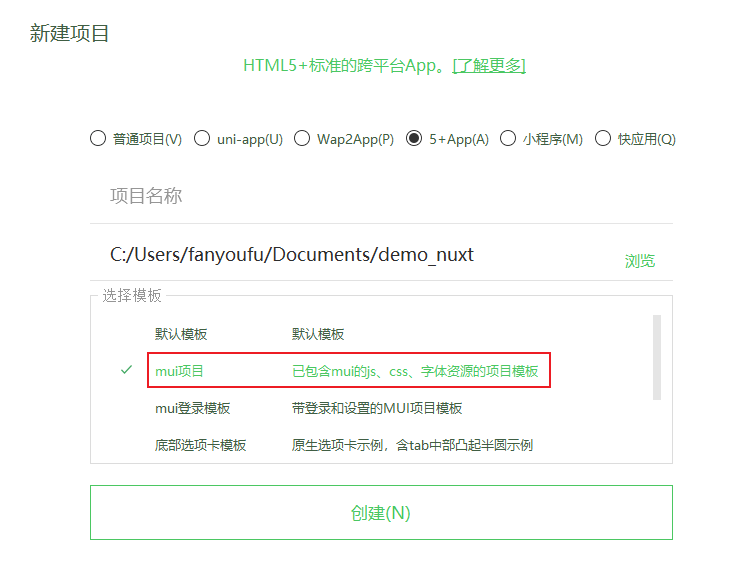 新建项目
HTML5+标准的跨平台App。[了解更多]
普通项目(V) uni-app(U) Wap2App(P) 5+App(A) 小程序(M) 快应用(Q)
项目名称
C:/Users/fanyoufu/Documents/demo_nuxt 浏览
选择模板
默认模板 默认模板
mui项目 已包含mui的js、css、字体资源的项目模板
mui登录模板 带登录和设置的MUI项目模板
底部选项卡模板 原生选项卡示例，含tab中部凸起半圆示例
创建(N)